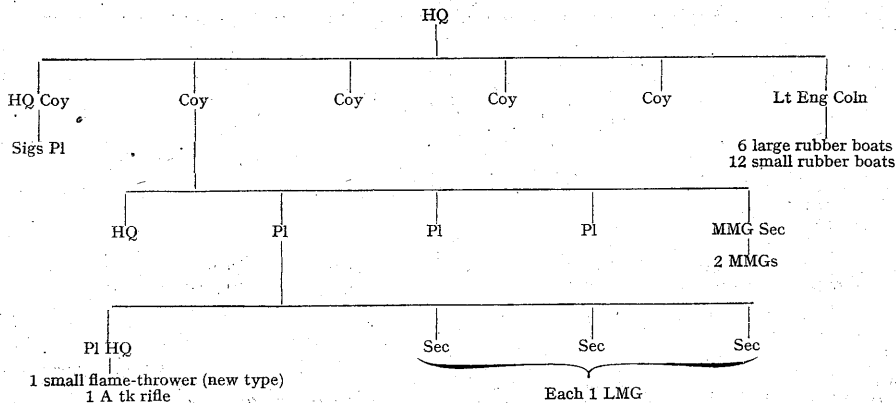 HQ
HQ Coy
Coy
Coy
Coy
Coy
Lt Eng Coln
Sigs Pl
6 large rubber boats
12 small rubber boats
HQ
Pl
Pl
Pl
MMG Sec
2 MMGs
Pl HQ
Sec
Sec
Sec
1 small flame-thrower (new type)
1 A tk rifle
Each 1 LMG